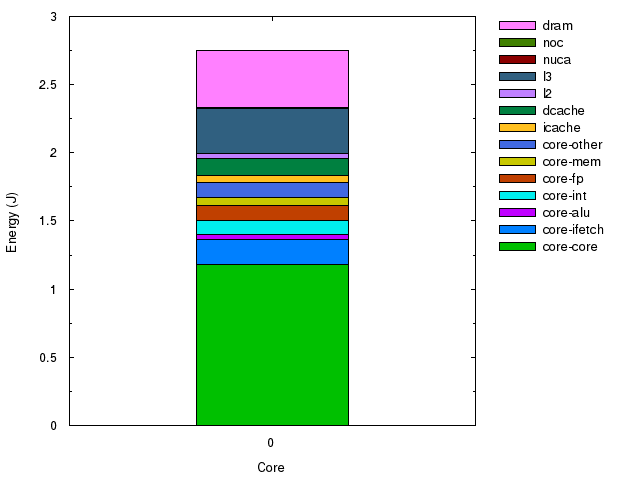 3
2.5
2
1.5
1
0.5
0
Energy (J)
0
Core
dram
noc
nuca
l3
l2
dcache
icache
core-other
core-mem
core-fp
core-int
core-alu
core-ifetch
core-core